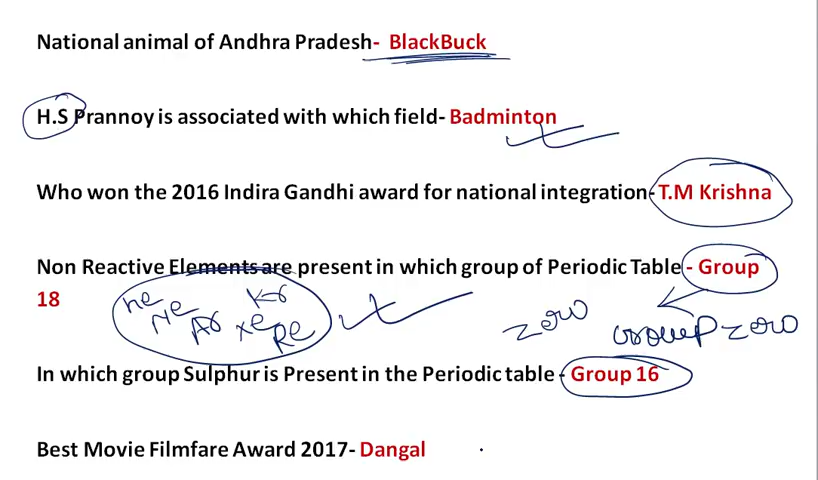 National animal of Andhra Pradesh- BlackBuck
H.S Prannoy is associated with which field- Badminton
Who won the 2016 Indira Gandhi award for national integration- T.M Krishna
Non Reactive Elements are present in which group of Periodic Table - Group
18
He Ne Ar Kr Xe Re
zero
Group zero
In which group Sulphur is Present in the Periodic table - Group 16
Best Movie Filmfare Award 2017- Dangal